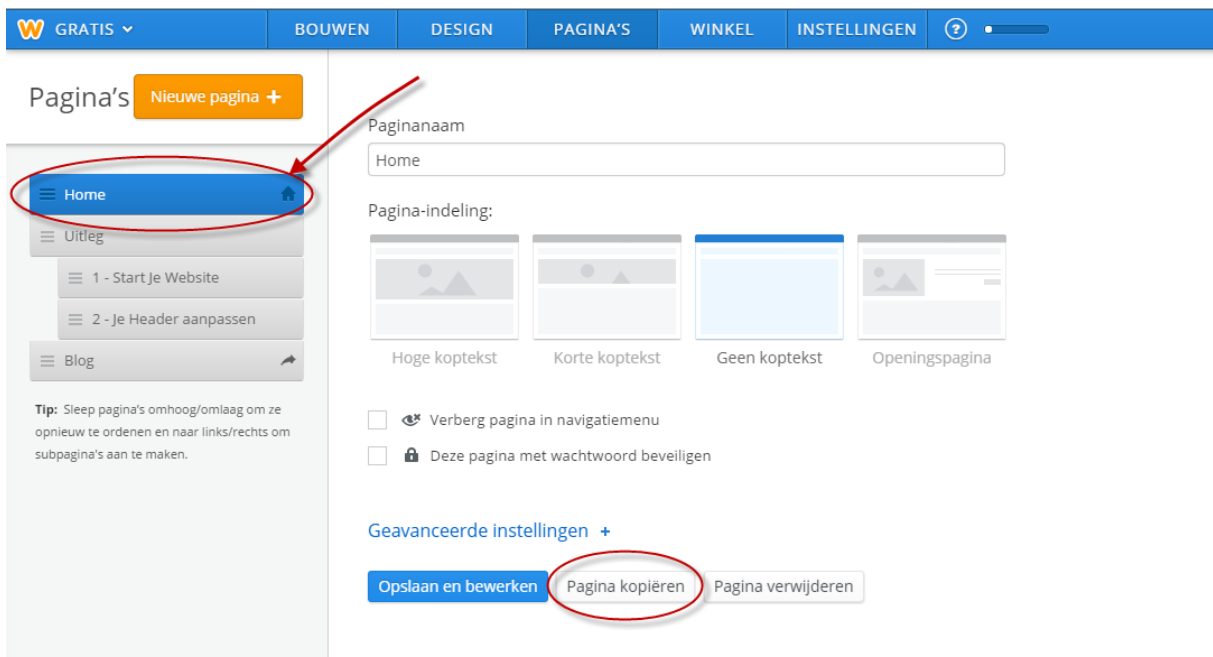 W GRATIS BOUWEN DESIGN PAGINA'S WINKEL INSTELLINGEN ?
Pagina's Nieuwe pagina +
Home
Uitleg
1 - Start Je Website
2 - Je Header aanpassen
Blog
Tip: Sleep pagina's omhoog/omlaag om ze
opnieuw te ordenen en naar links/rechts om
subpagina's aan te maken.
Paginanaam
Home
Pagina-indeling:
Hoge koptekst Korte koptekst Geen koptekst Openingspagina
Verberg pagina in navigatiemenu
Deze pagina met wachtwoord beveiligen
Geavanceerde instellingen +
Opslaan en bewerken Pagina kopiëren Pagina verwijderen